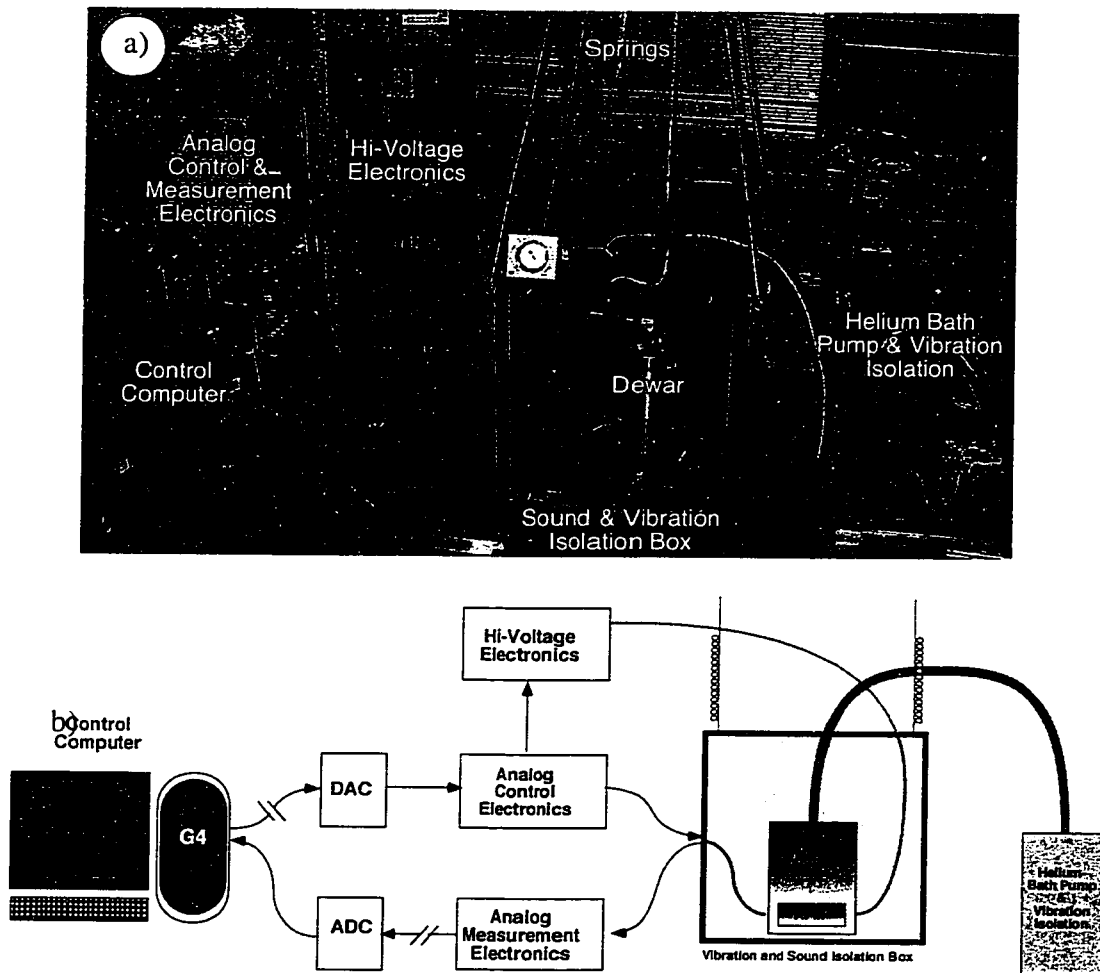 a)
Springs
Analog
Control &
Measurement
Electronics
Hi-Voltage
Electronics
Control
Computer
Helium Bath
Pump & Vibration
Isolation
Dewar
Sound & Vibration
Isolation Box
Hi-Voltage
Electronics
b)
Control
Computer
G4
DAC
Analog
Control
Electronics
ADC
Analog
Measurement
Electronics
Helium
Bath Pump
&
Vibration
Isolation
Vibration and Sound Isolation Box